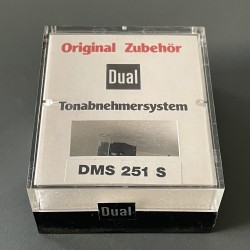 Original Zubehör
Dual
Tonabnehmersystem
DMS 251 S
Dual